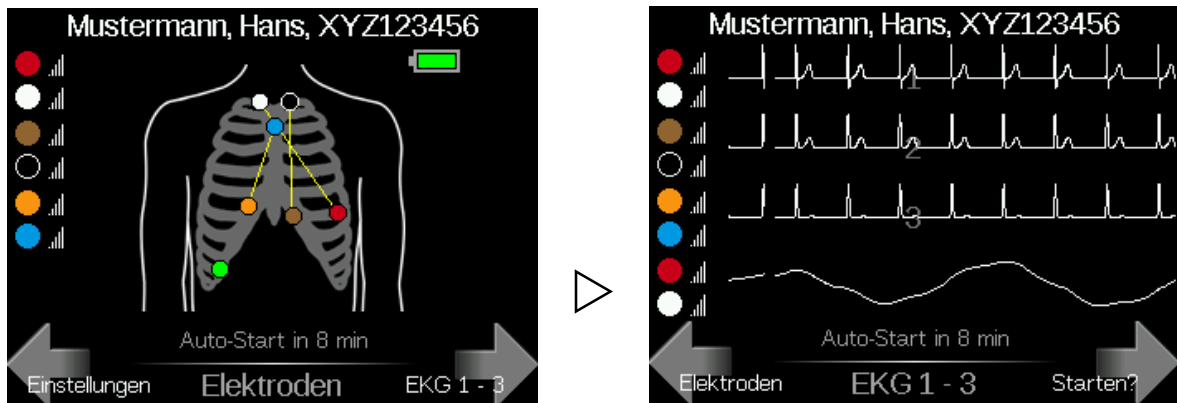 Mustermann, Hans, XYZ123456
Auto-Start in 8 min
Einstellungen Elektroden EKG 1 - 3
Mustermann, Hans, XYZ123456
1
2
3
Auto-Start in 8 min
Elektroden EKG 1 - 3 Starten?